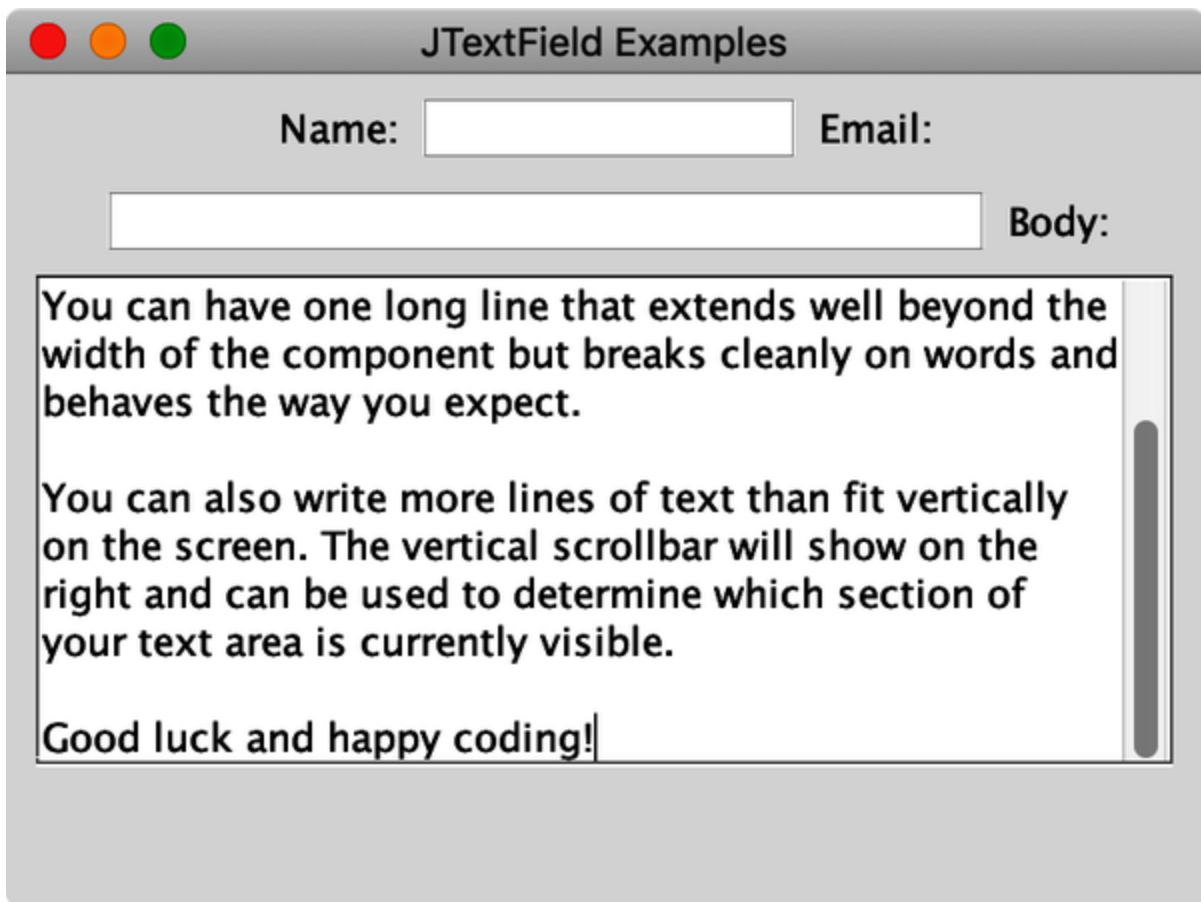 JTextField Examples
Name: Email:
Body:
You can have one long line that extends well beyond the
width of the component but breaks cleanly on words and
behaves the way you expect.
You can also write more lines of text than fit vertically
on the screen. The vertical scrollbar will show on the
right and can be used to determine which section of
your text area is currently visible.
Good luck and happy coding!